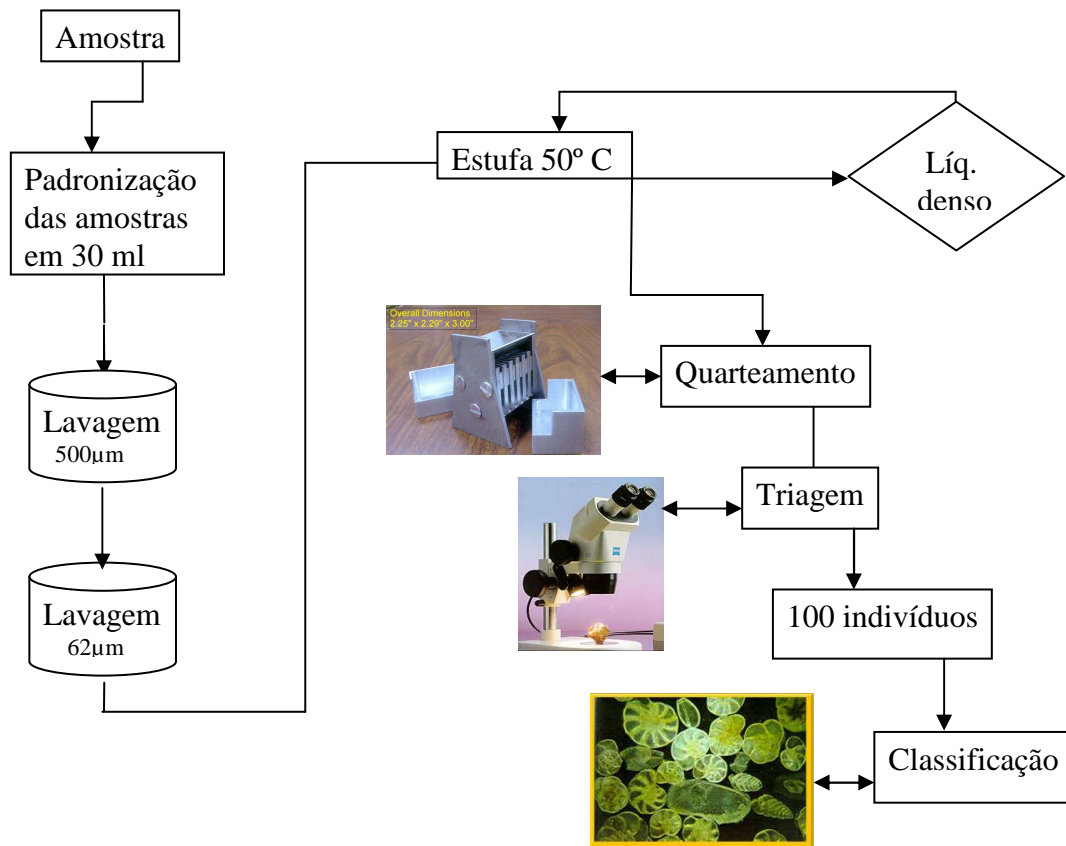 Amostra
Padronização
das amostras
em 30 ml
Lavagem
500µm
Lavagem
62µm
Estufa 50º C
Líq.
denso
Overall Dimensions
2.25" x 2.29" x 3.00"
Quarteamento
Triagem
100 indivíduos
Classificação